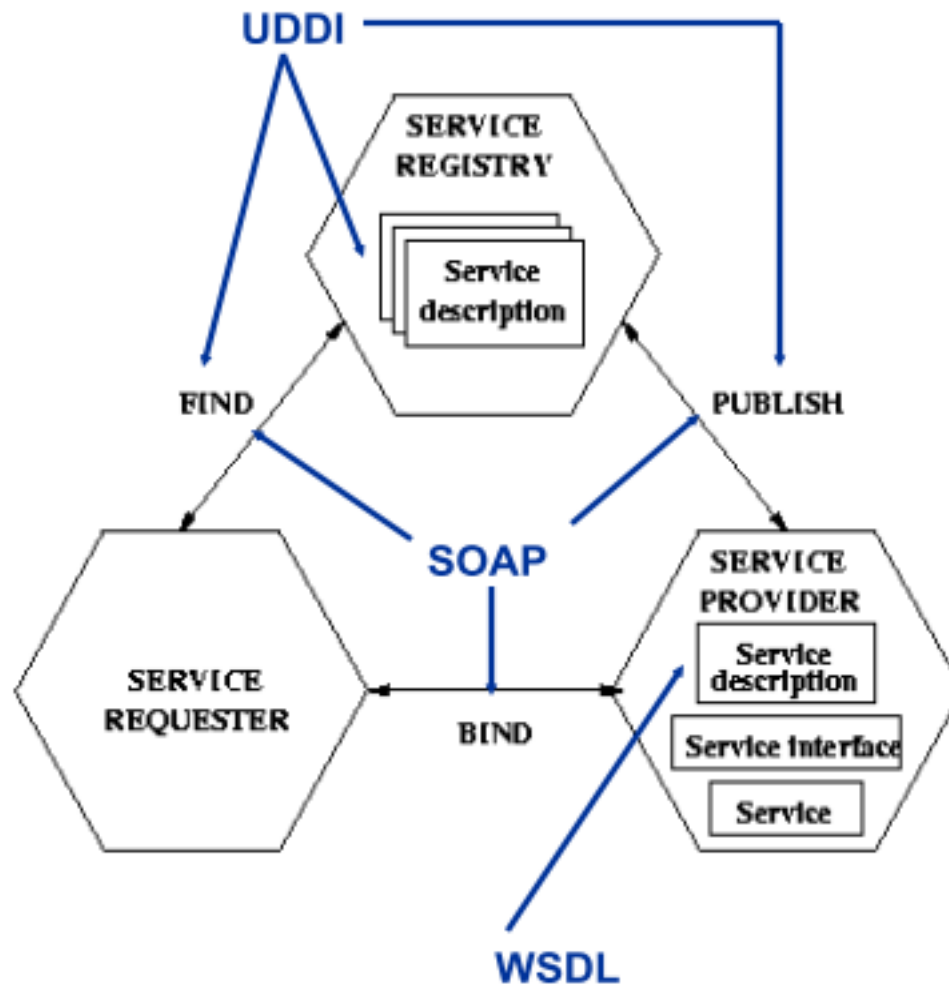 UDDI
SERVICE
REGISTRY
Service
description
FIND
PUBLISH
SOAP
SERVICE
REQUESTER
BIND
SERVICE
PROVIDER
Service
description
Service interface
Service
WSDL